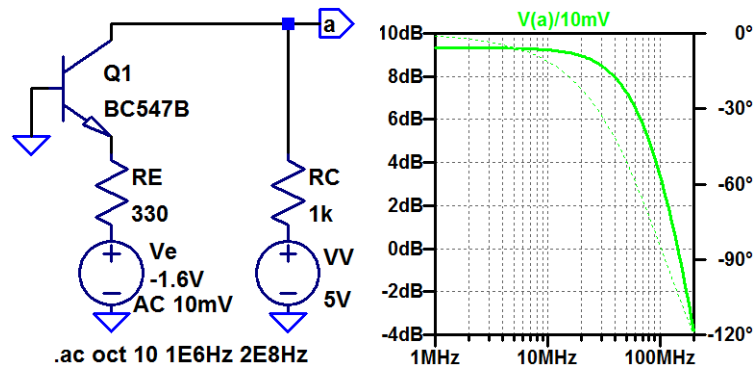 a
Q1
BC547B
RE
330
RC
1k
Ve
-1.6V
AC 10mV
VV
5V
.ac oct 10 1E6Hz 2E8Hz
V(a)/10mV
10dB
8dB
6dB
4dB
2dB
0dB
-2dB
-4dB
0°
-30°
-60°
-90°
-120°
1MHz
10MHz
100MHz